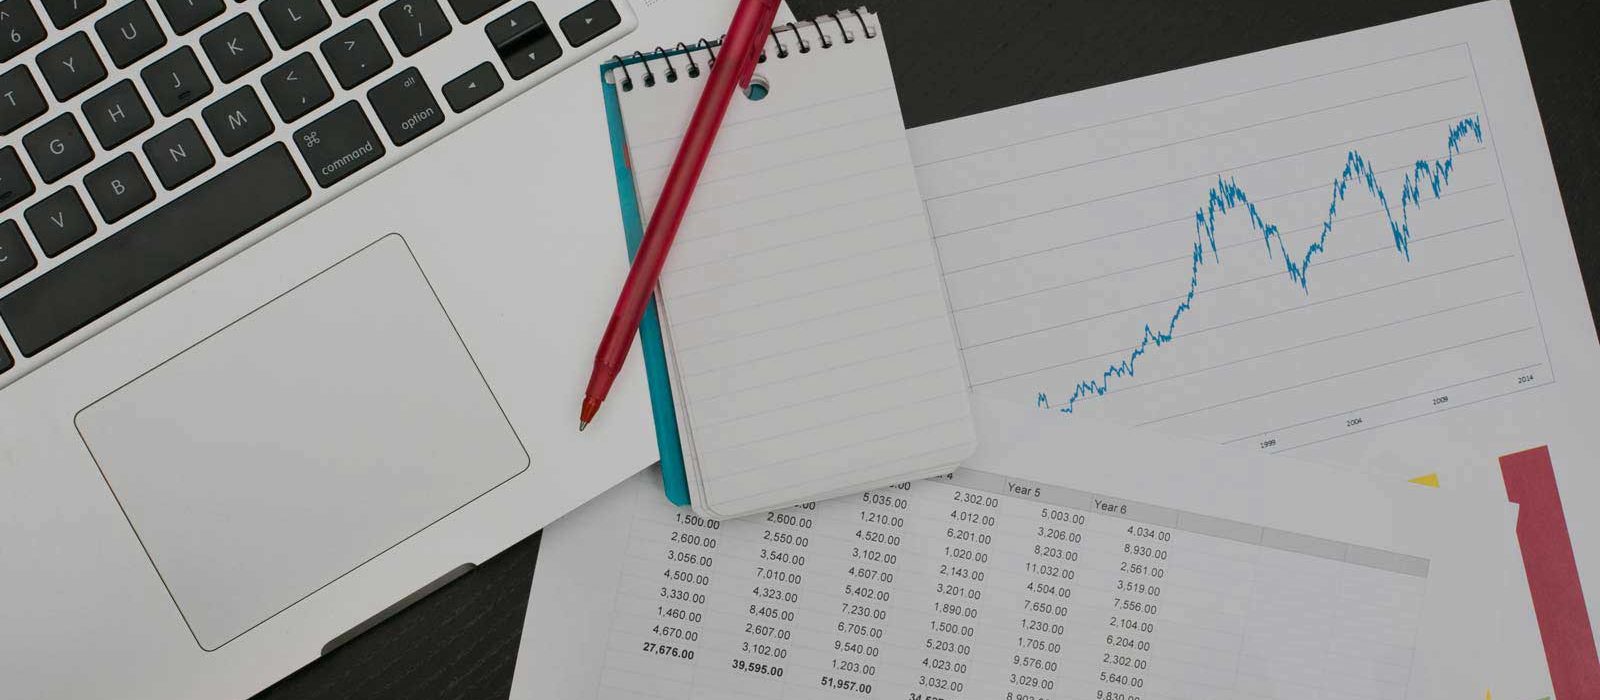 6
T Y U
G H J K L
C V B N M < , > . ? /
⌘ command alt option
1999 2004 2009 2014
Year 5 Year 6
2,302.00 5,003.00 4,034.00
5,035.00 4,012.00 3,206.00 8,930.00
1,210.00 6,201.00 8,203.00 2,561.00
2,600.00 4,520.00 1,020.00 11,032.00 3,519.00
1,500.00 2,550.00 3,102.00 2,143.00 4,504.00 7,556.00
2,600.00 3,540.00 4,607.00 3,201.00 7,650.00 2,104.00
3,056.00 7,010.00 5,402.00 1,890.00 1,230.00 6,204.00
4,500.00 4,323.00 7,230.00 1,500.00 1,705.00 2,302.00
3,330.00 8,405.00 6,705.00 5,203.00 9,576.00 5,640.00
1,460.00 2,607.00 9,540.00 4,023.00 3,029.00
4,670.00 3,102.00 1,203.00 3,032.00
27,676.00 39,595.00 51,957.00